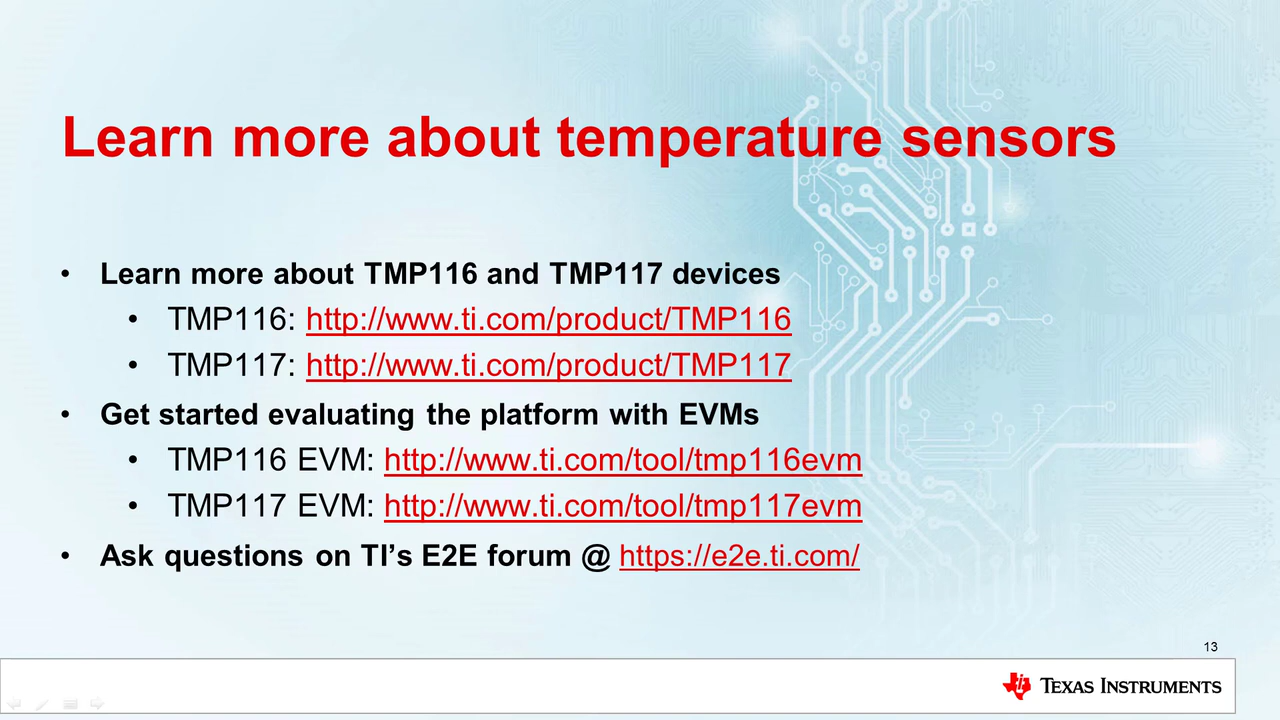 Learn more about temperature sensors
• Learn more about TMP116 and TMP117 devices
• TMP116: http://www.ti.com/product/TMP116
• TMP117: http://www.ti.com/product/TMP117
• Get started evaluating the platform with EVMs
• TMP116 EVM: http://www.ti.com/tool/tmp116evm
• TMP117 EVM: http://www.ti.com/tool/tmp117evm
• Ask questions on TI’s E2E forum @ https://e2e.ti.com/
13
TEXAS INSTRUMENTS